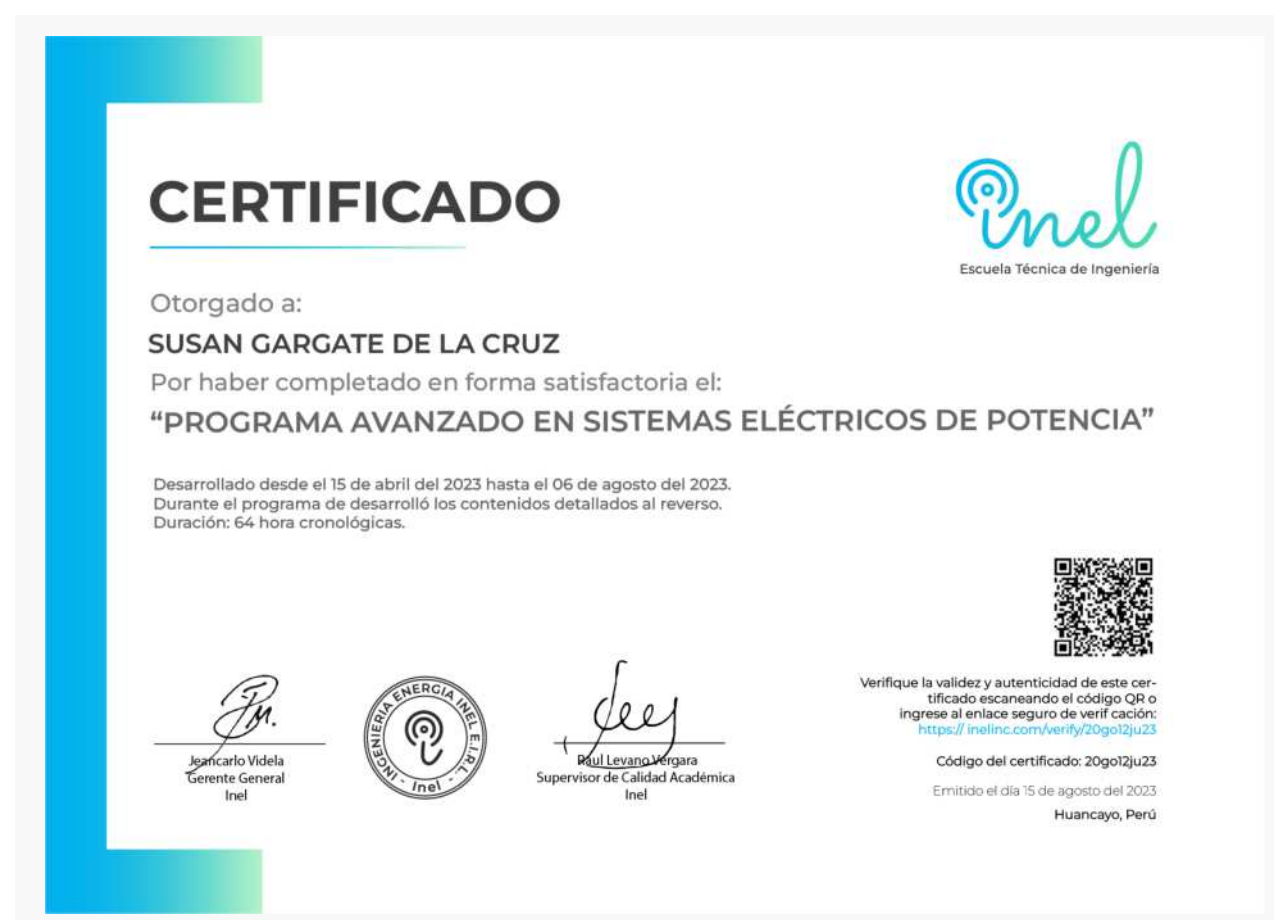 CERTIFICADO
inel
Escuela Técnica de Ingeniería
Otorgado a:
SUSAN GARGATE DE LA CRUZ
Por haber completado en forma satisfactoria el:
“PROGRAMA AVANZADO EN SISTEMAS ELÉCTRICOS DE POTENCIA”
Desarrollado desde el 15 de abril del 2023 hasta el 06 de agosto del 2023.
Durante el programa de desarrolló los contenidos detallados al reverso.
Duración: 64 hora cronológicas.
Jeancarlo Videla
Gerente General
Inel
INGENIERIA ENERGIA INEL E.I.R.L.
Inel
Raul Levano Vergara
Supervisor de Calidad Académica
Inel
Verifique la validez y autenticidad de este cer-
tificado escaneando el código QR o
ingrese al enlace seguro de verif cación:
https:// inelinc.com/verify/20go12ju23
Código del certificado: 20go12ju23
Emitido el día 15 de agosto del 2023
Huancayo, Perú